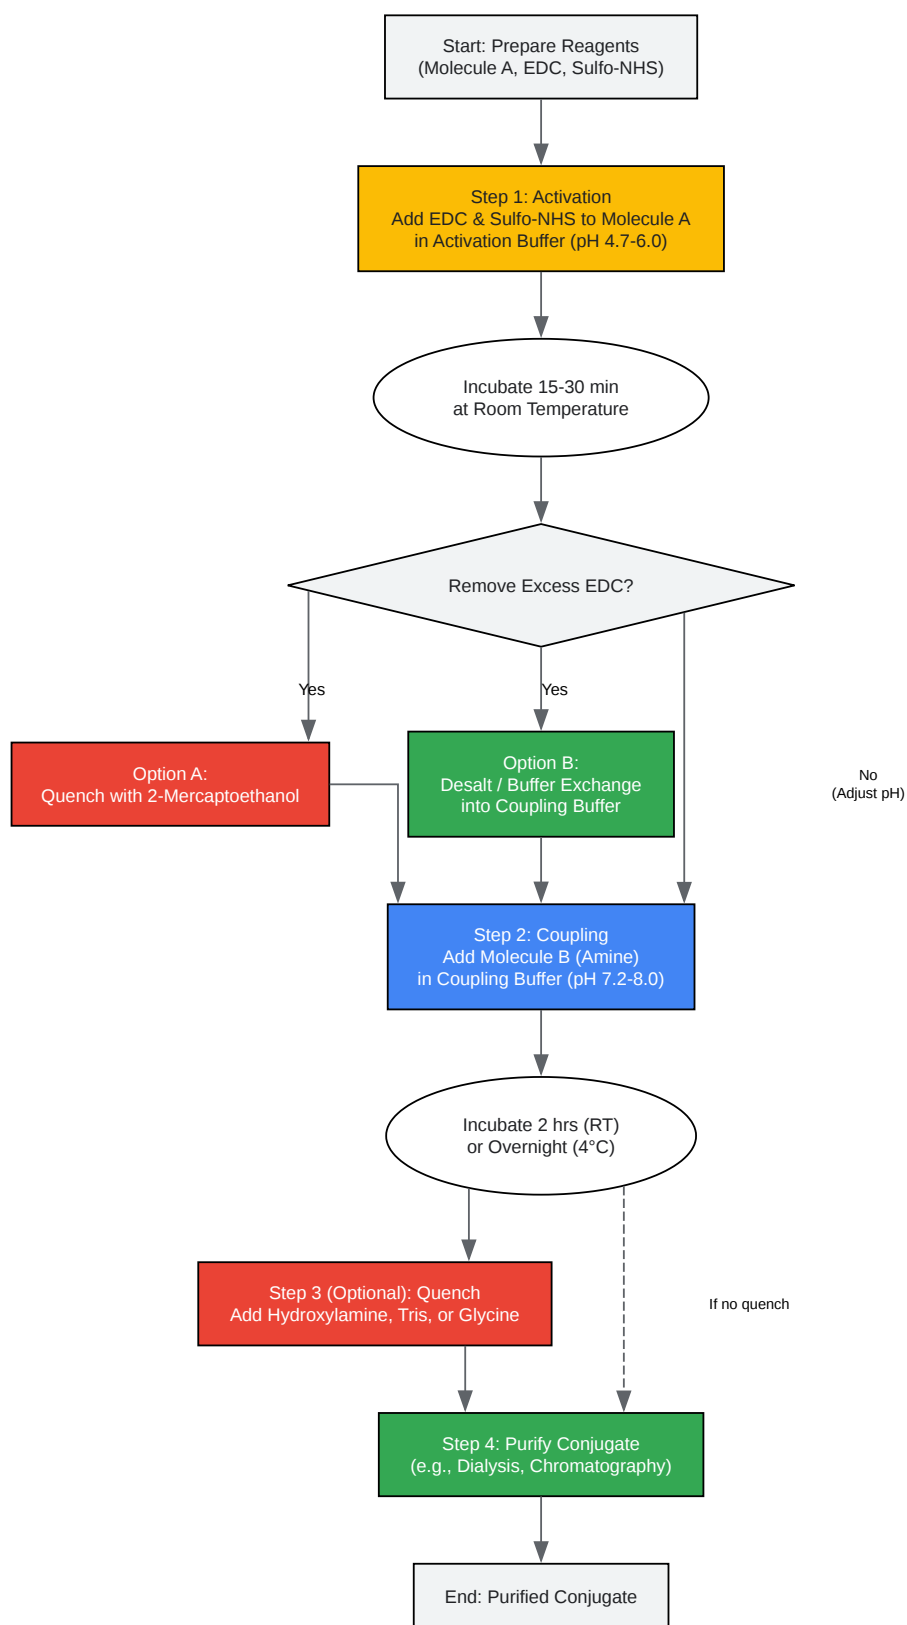 Start: Prepare Reagents
(Molecule A, EDC, Sulfo-NHS)
Step 1: Activation
Add EDC & Sulfo-NHS to Molecule A
in Activation Buffer (pH 4.7-6.0)
Incubate 15-30 min
at Room Temperature
Remove Excess EDC?
Yes
Yes
Option A:
Quench with 2-Mercaptoethanol
Option B:
Desalt / Buffer Exchange
into Coupling Buffer
No
(Adjust pH)
Step 2: Coupling
Add Molecule B (Amine)
in Coupling Buffer (pH 7.2-8.0)
Incubate 2 hrs (RT)
or Overnight (4°C)
Step 3 (Optional): Quench
Add Hydroxylamine, Tris, or Glycine
If no quench
Step 4: Purify Conjugate
(e.g., Dialysis, Chromatography)
End: Purified Conjugate